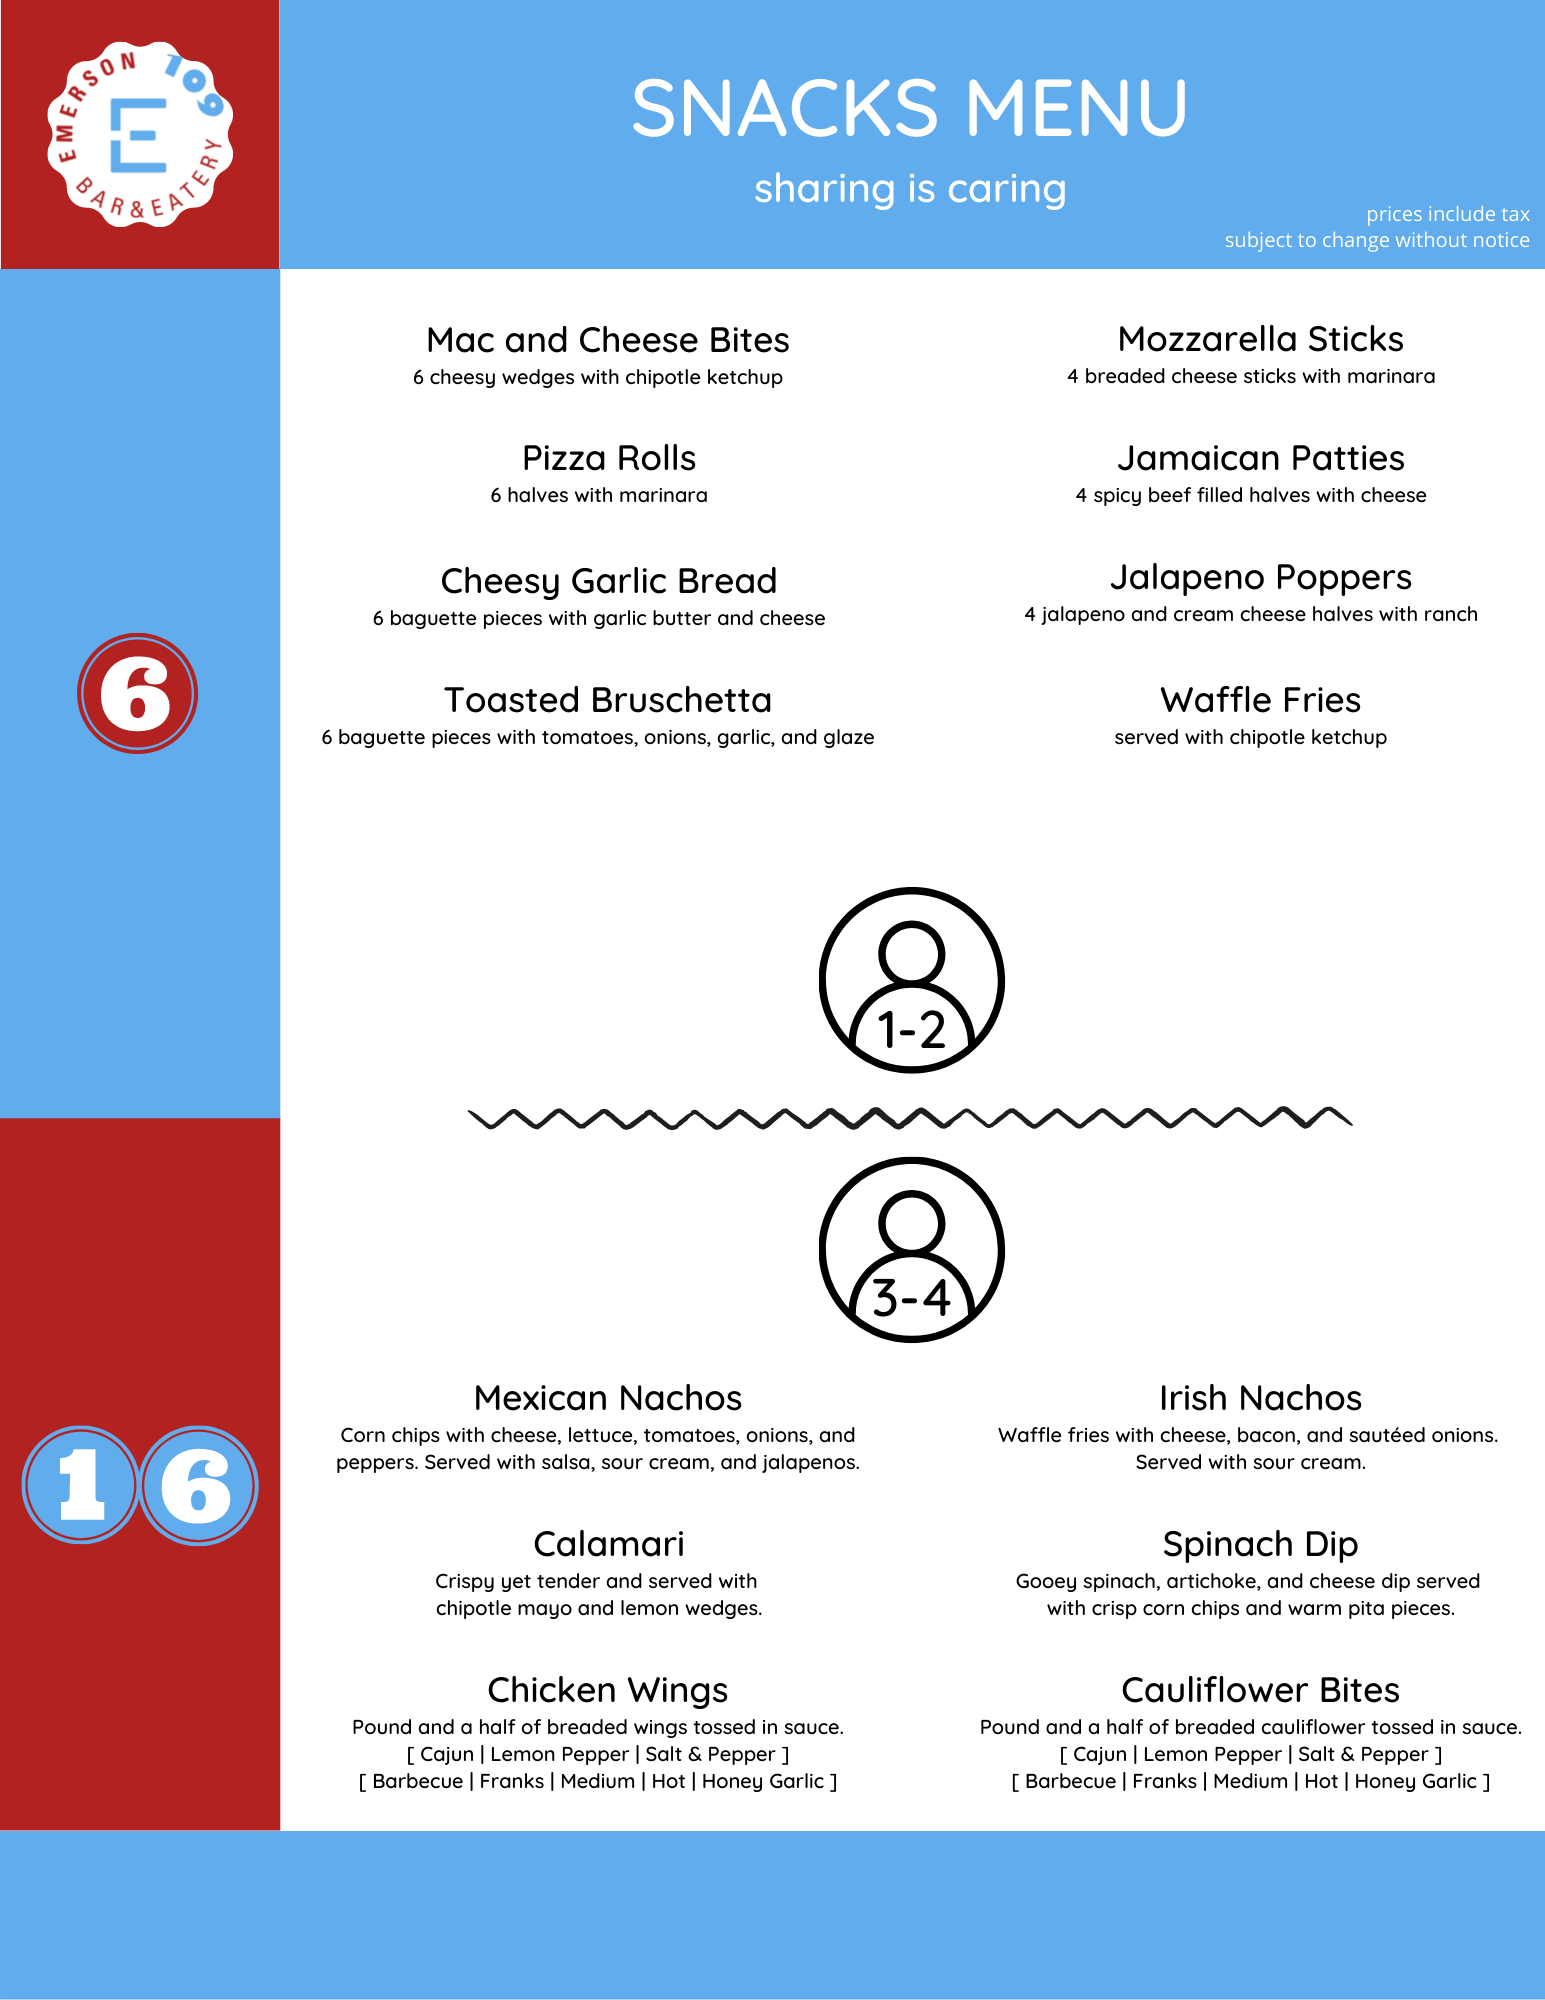 EMERSON 109
E
BAR & EATERY
SNACKS MENU
sharing is caring
prices include tax
subject to change without notice
6
Mac and Cheese Bites
6 cheesy wedges with chipotle ketchup
Mozzarella Sticks
4 breaded cheese sticks with marinara
Pizza Rolls
6 halves with marinara
Jamaican Patties
4 spicy beef filled halves with cheese
Cheesy Garlic Bread
6 baguette pieces with garlic butter and cheese
Jalapeno Poppers
4 jalapeno and cream cheese halves with ranch
Toasted Bruschetta
6 baguette pieces with tomatoes, onions, garlic, and glaze
Waffle Fries
served with chipotle ketchup
1-2
3-4
16
Mexican Nachos
Corn chips with cheese, lettuce, tomatoes, onions, and
peppers. Served with salsa, sour cream, and jalapenos.
Irish Nachos
Waffle fries with cheese, bacon, and sautéed onions.
Served with sour cream.
Calamari
Crispy yet tender and served with
chipotle mayo and lemon wedges.
Spinach Dip
Gooey spinach, artichoke, and cheese dip served
with crisp corn chips and warm pita pieces.
Chicken Wings
Pound and a half of breaded wings tossed in sauce.
[ Cajun | Lemon Pepper | Salt & Pepper ]
[ Barbecue | Franks | Medium | Hot | Honey Garlic ]
Cauliflower Bites
Pound and a half of breaded cauliflower tossed in sauce.
[ Cajun | Lemon Pepper | Salt & Pepper ]
[ Barbecue | Franks | Medium | Hot | Honey Garlic ]